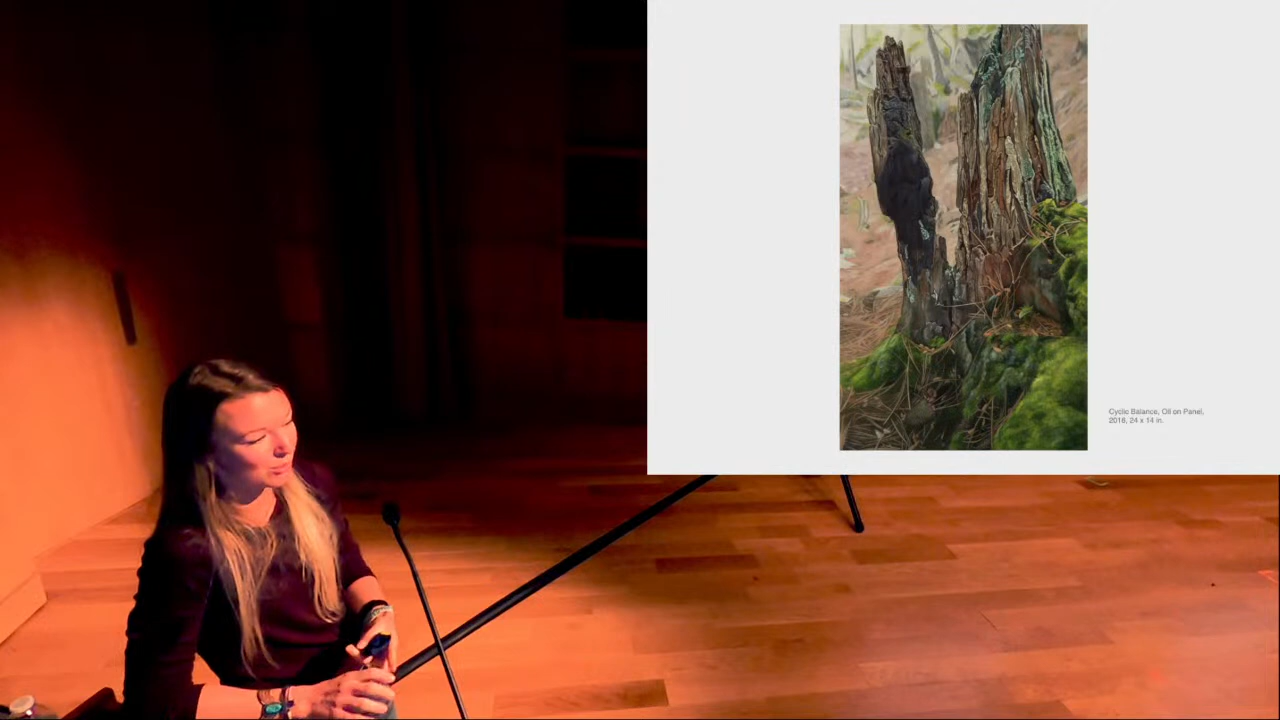 Cyclic Balance, Oil on Panel,
2016, 24 x 14 in.